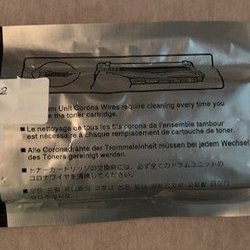 2
um Unit Corona Wires require cleaning every time you
the toner cartridge.
■ Le nettoyage de tous les fils corona de l'ensemble tambour
est nécessaire à chaque remplacement de cartouche de toner.
■ Alle Coronadrähte der Trommeleinheit müssen bei jedem Wechsel
des Toners gereinigt werden.
■ トナーカートリッジの交換時には、必ず全てのドラムユニットの
コロナワイヤを清掃してください。